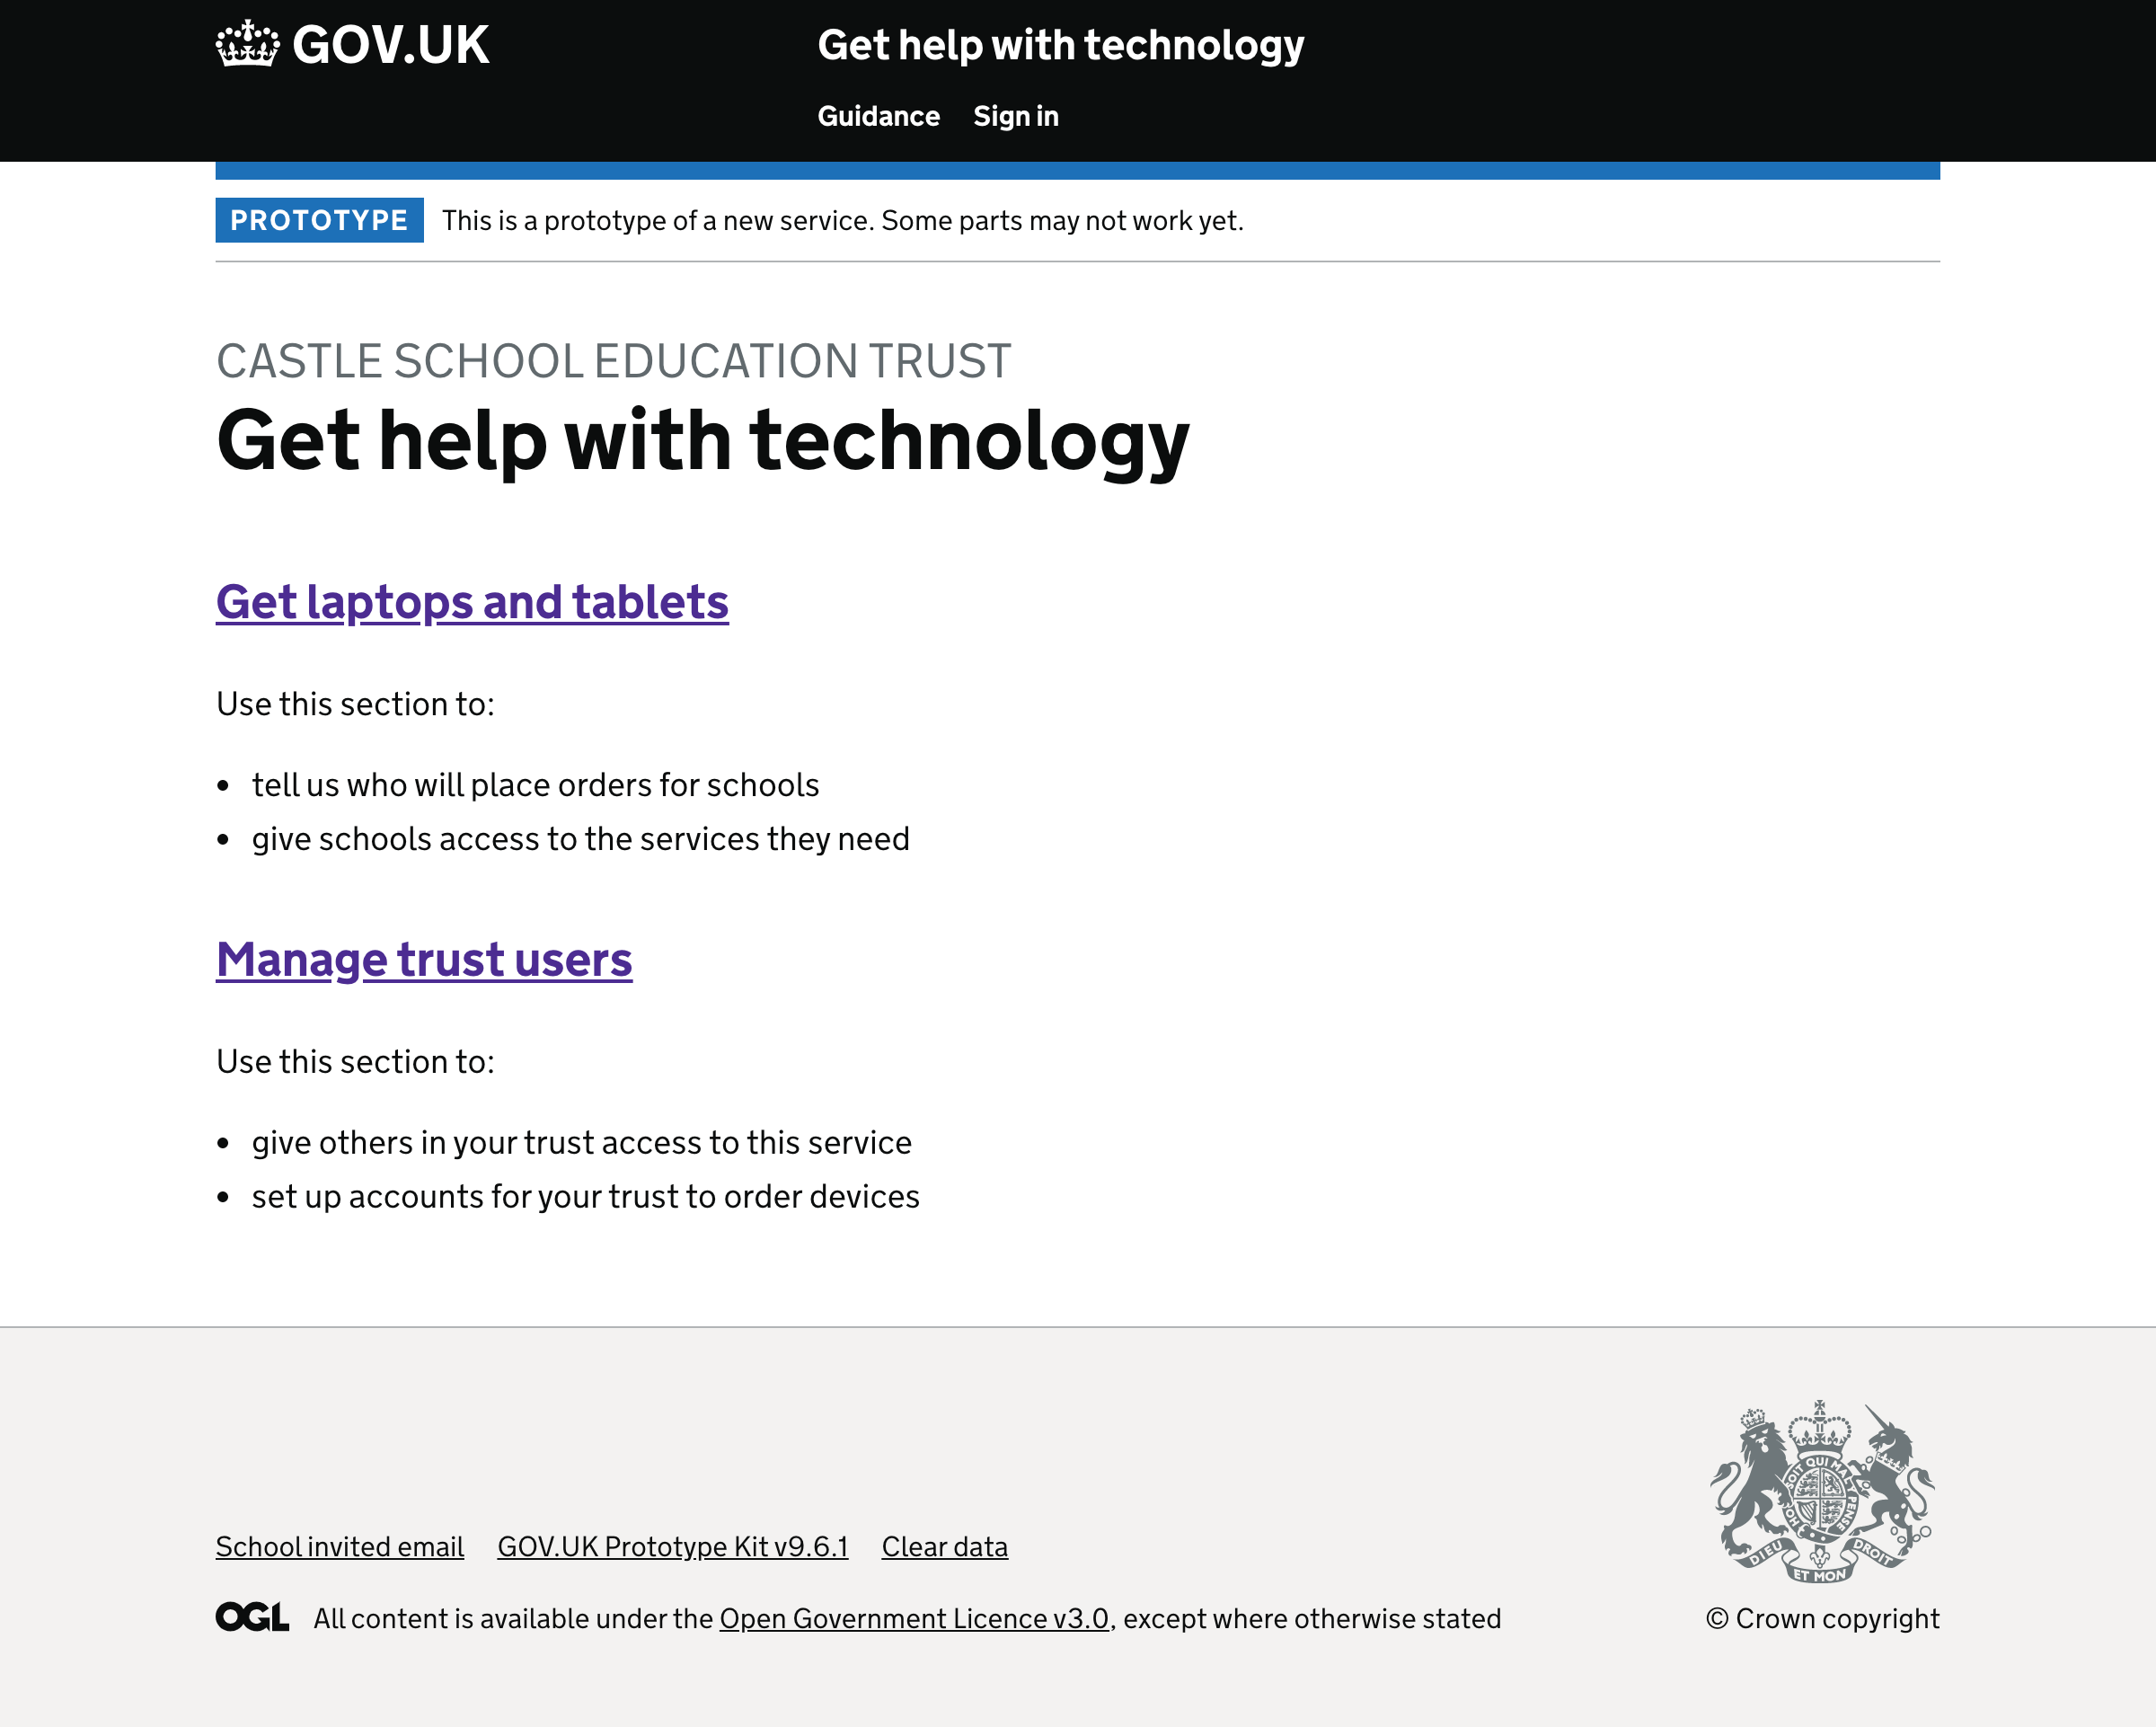 GOV.UK
Get help with technology
Guidance Sign in
PROTOTYPE This is a prototype of a new service. Some parts may not work yet.
CASTLE SCHOOL EDUCATION TRUST
Get help with technology
Get laptops and tablets
Use this section to:
• tell us who will place orders for schools
• give schools access to the services they need
Manage trust users
Use this section to:
• give others in your trust access to this service
• set up accounts for your trust to order devices
School invited email GOV.UK Prototype Kit v9.6.1 Clear data
OGL All content is available under the Open Government Licence v3.0, except where otherwise stated
DIEU ET MON DROIT
© Crown copyright